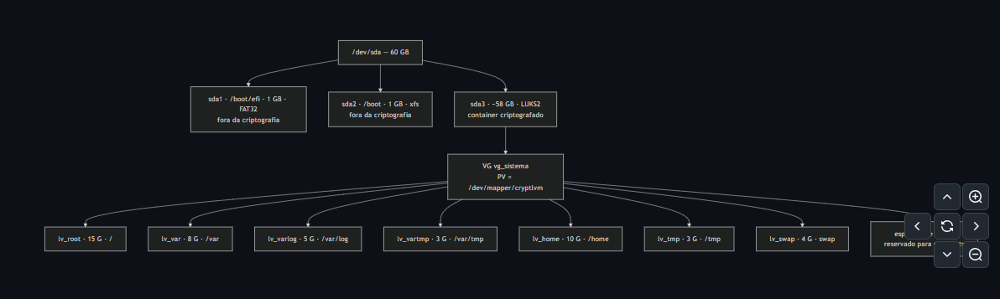 /dev/sda — 60 GB
sda1 · /boot/efi · 1 GB ·
FAT32
fora da criptografia
sda2 · /boot · 1 GB · xfs
fora da criptografia
sda3 · ~58 GB · LUKS2
container criptografado
VG vg_sistema
PV =
/dev/mapper/cryptlvm
lv_root · 15 G · /
lv_var · 8 G · /var
lv_varlog · 5 G · /var/log
lv_vartmp · 3 G · /var/tmp
lv_home · 10 G · /home
lv_tmp · 3 G · /tmp
lv_swap · 4 G · swap
reservado para